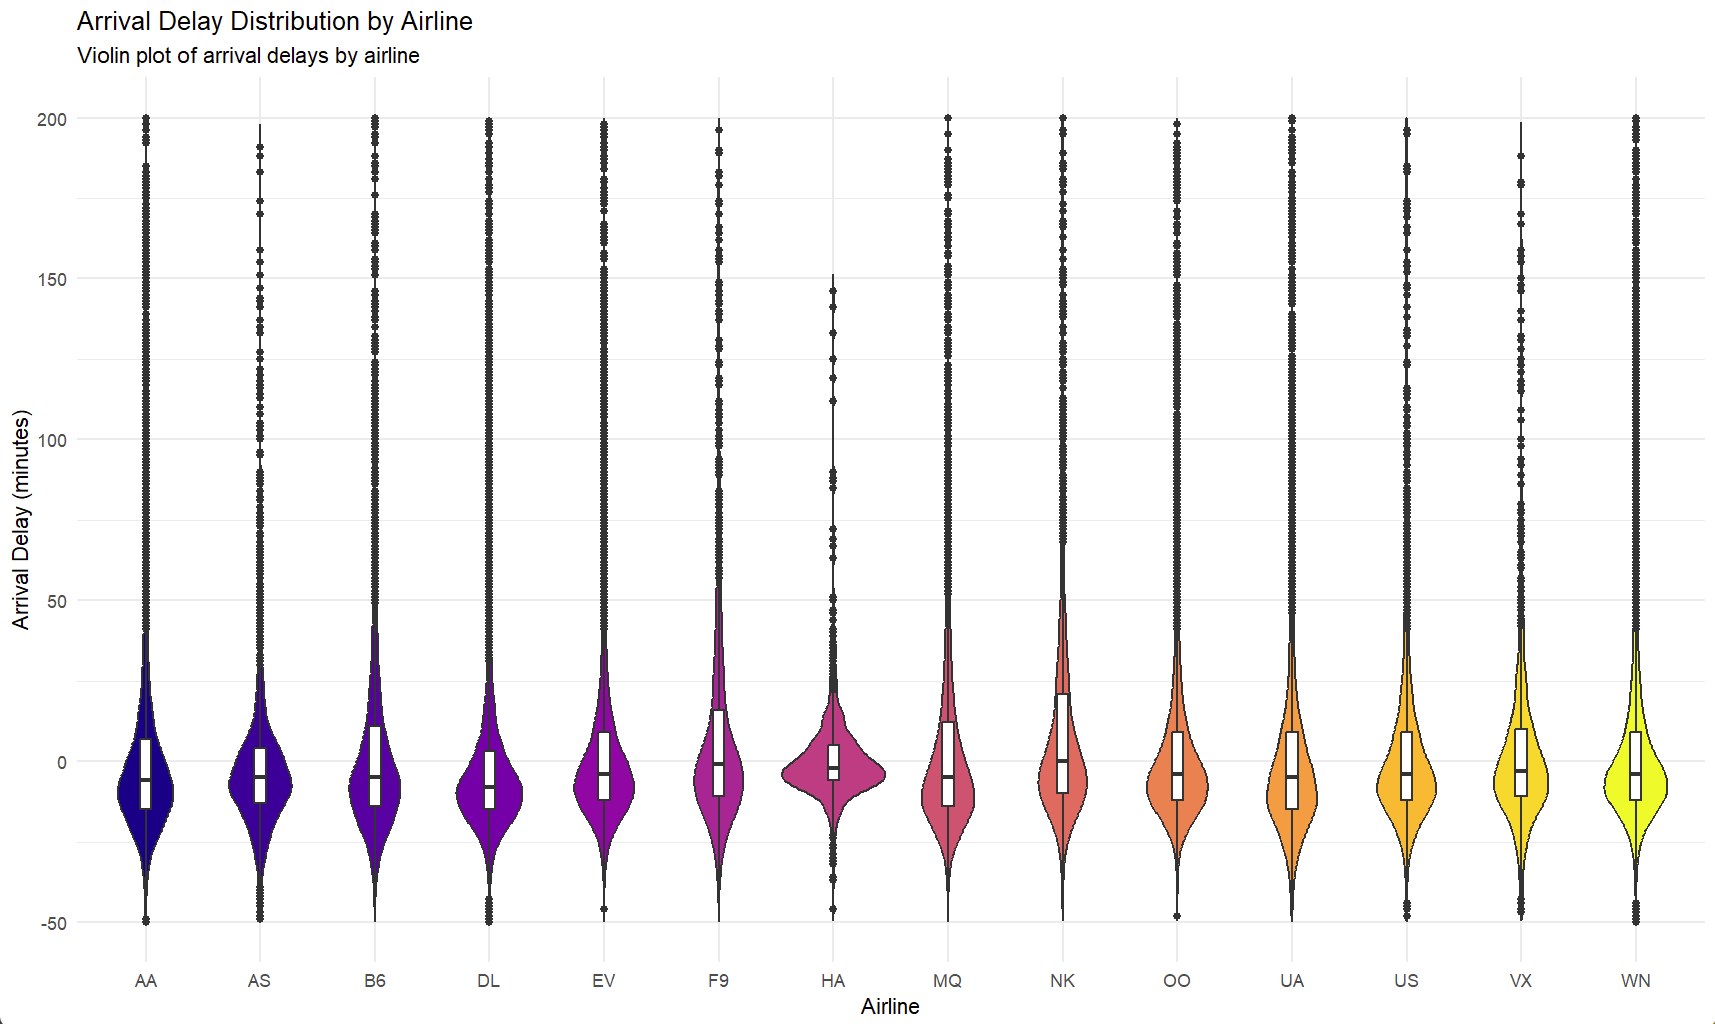 Arrival Delay Distribution by Airline
Violin plot of arrival delays by airline
Arrival Delay (minutes)
200
150
100
50
0
-50
AA AS B6 DL EV F9 HA MQ NK OO UA US VX WN
Airline